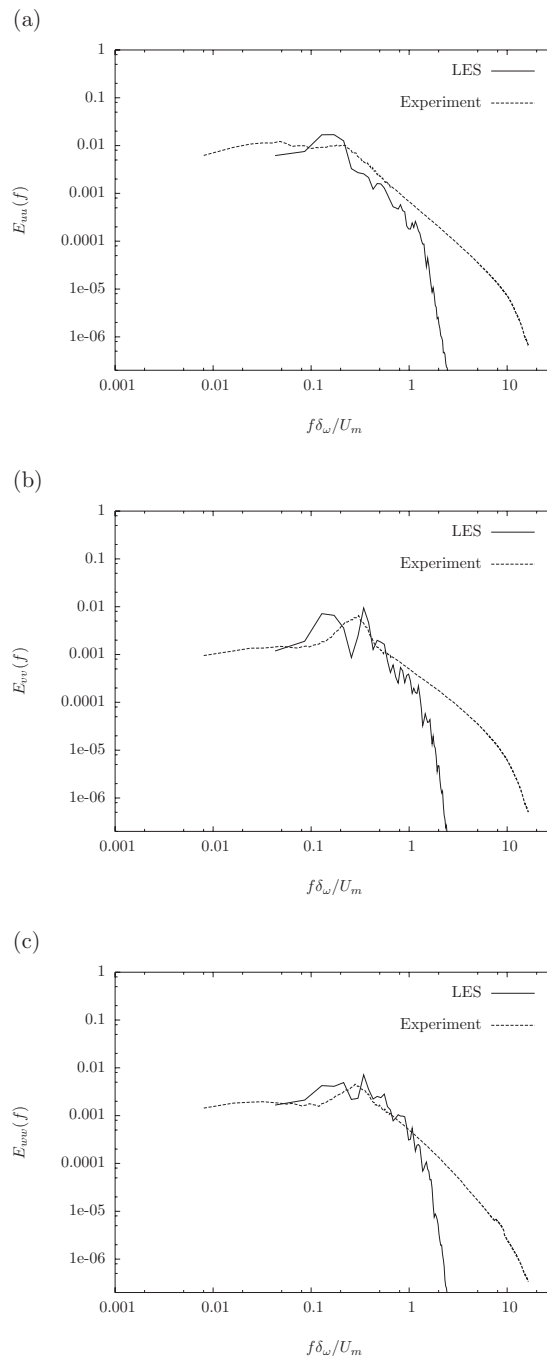 (a)
1
LES
0.1
Experiment
0.01
0.001
E_{uu}(f)
0.0001
1e-05
1e-06
0.001 0.01 0.1 1 10
fδ_ω/U_m
(b)
1
LES
0.1
Experiment
0.01
0.001
E_{vv}(f)
0.0001
1e-05
1e-06
0.001 0.01 0.1 1 10
fδ_ω/U_m
(c)
1
LES
0.1
Experiment
0.01
0.001
E_{ww}(f)
0.0001
1e-05
1e-06
0.001 0.01 0.1 1 10
fδ_ω/U_m